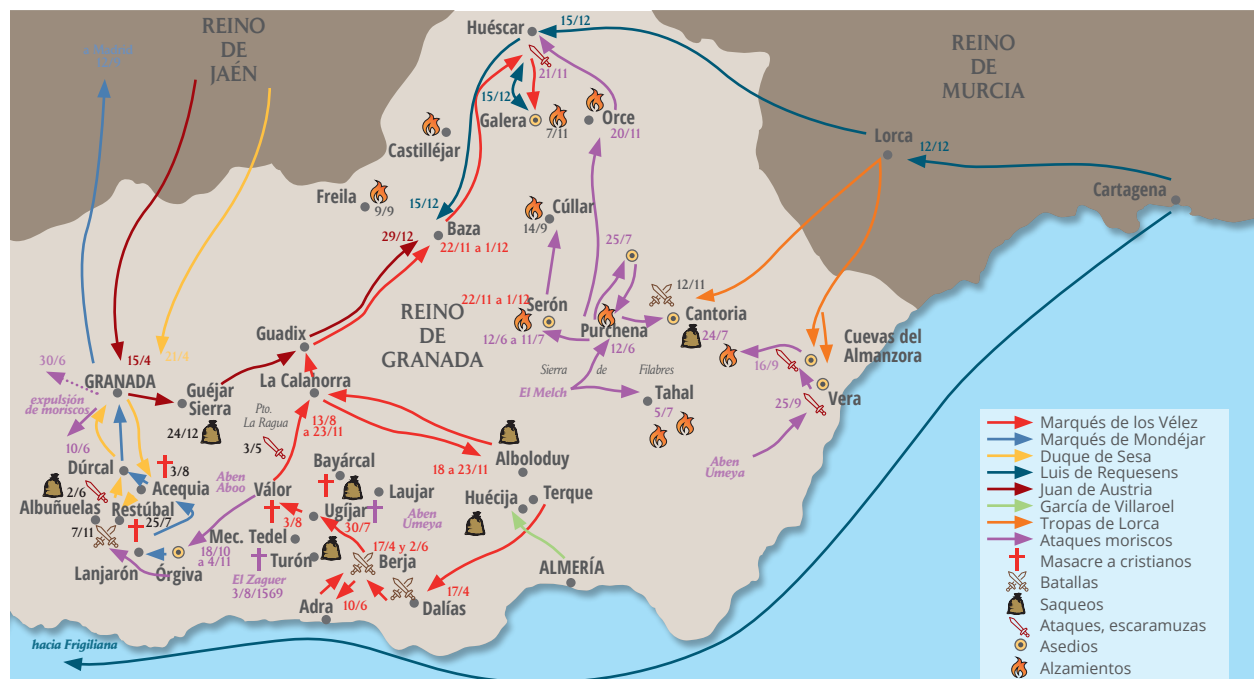 REINO
DE
JAÉN
a Madrid
12/9
Huéscar
15/12
21/11
15/12
REINO
DE
MURCIA
Galera
7/11
Orce
20/11
Castilléjar
Lorca
12/12
Cartagena
Freila
9/9
15/12
Baza
22/11 a 1/12
29/12
Cúllar
14/9
25/7
12/11
Cantoria
24/7
22/11 a 1/12
Serón
12/6 a 11/7
Purchena
12/6
REINO
DE
GRANADA
Guadix
Cuevas del
Almanzora
16/9
Vera
25/9
15/4
21/4
30/6
GRANADA
expulsión
de moriscos
10/6
Guéjar
Sierra
24/12
La Calahorra
Pto.
La Ragua
13/8
a 23/11
3/5
Sierra
de
Filabres
El Melch
Tahal
5/7
Aben
Umeya
18 a 23/11
Alboloduy
Dúrcal
3/8
Acequia
2/6
Albuñuelas
Restúbal
25/7
7/11
Lanjarón
Órgiva
18/10
a 4/11
Aben
Aboo
Válor
3/8
Bayárcal
Laujar
Aben
Umeya
Ugíjar
30/7
Mec. Tedel
Turón
El Zaguer
3/8/1569
17/4 y 2/6
Berja
Huécija
Terque
ALMERÍA
Adra
10/6
Dalías
17/4
hacia Frigiliana
Marqués de los Vélez
Marqués de Mondéjar
Duque de Sesa
Luis de Requesens
Juan de Austria
García de Villaroel
Tropas de Lorca
Ataques moriscos
Masacre a cristianos
Batallas
Saqueos
Ataques, escaramuzas
Asedios
Alzamientos